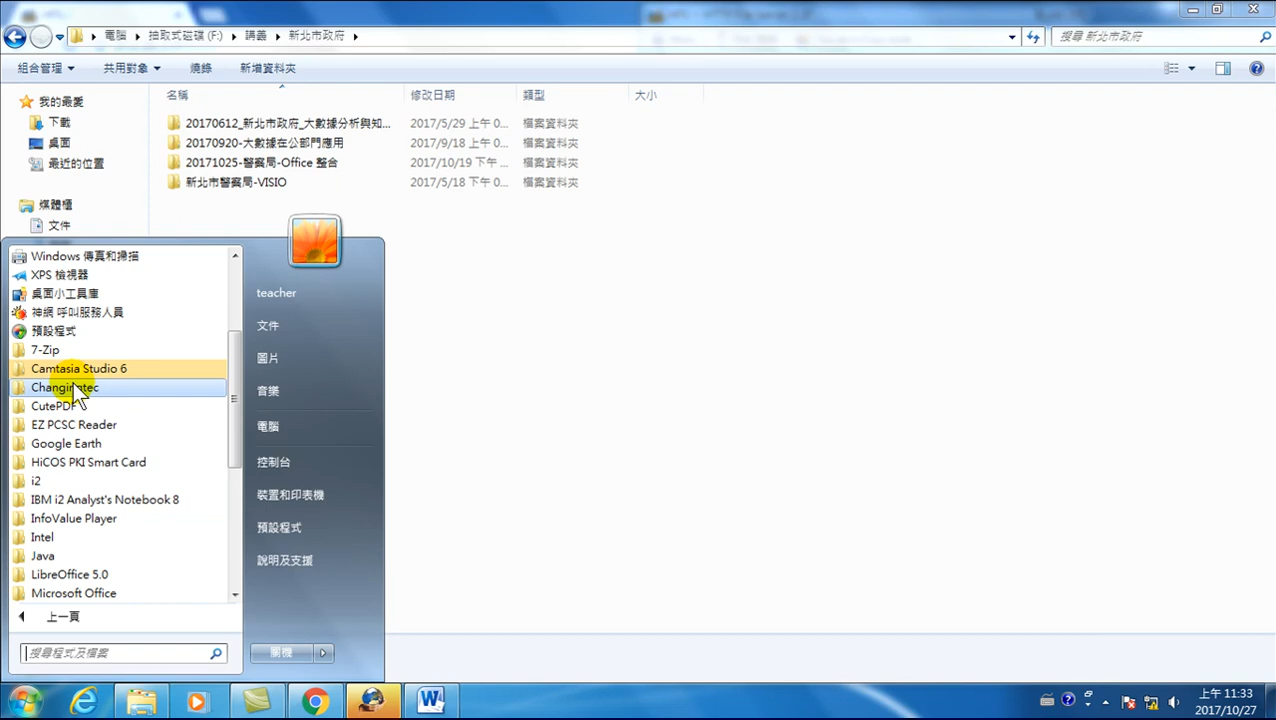 電腦 抽取式磁碟 (F:) 講義 新北市政府
搜尋 新北市政府
組合管理 共用對象 燒錄 新增資料夾
我的最愛
下載
桌面
最近的位置
媒體櫃
文件
名稱 修改日期 類型 大小
20170612_新北市政府_大數據分析與知... 2017/5/29 上午 0... 檔案資料夾
20170920-大數據在公部門應用 2017/9/18 上午 0... 檔案資料夾
20171025-警察局-Office 整合 2017/10/19 下午 ... 檔案資料夾
新北市警察局-VISIO 2017/5/18 下午 0... 檔案資料夾
Windows 傳真和掃描
XPS 檢視器
桌面小工具庫
神網 呼叫服務人員
預設程式
7-Zip
Camtasia Studio 6
CutePDF
EZ PCSC Reader
Google Earth
HiCOS PKI Smart Card
i2
IBM i2 Analyst's Notebook 8
InfoValue Player
Intel
Java
LibreOffice 5.0
Microsoft Office
上一頁
搜尋程式及檔案
teacher
文件
圖片
音樂
電腦
控制台
裝置和印表機
預設程式
說明及支援
關機
上午 11:33
2017/10/27